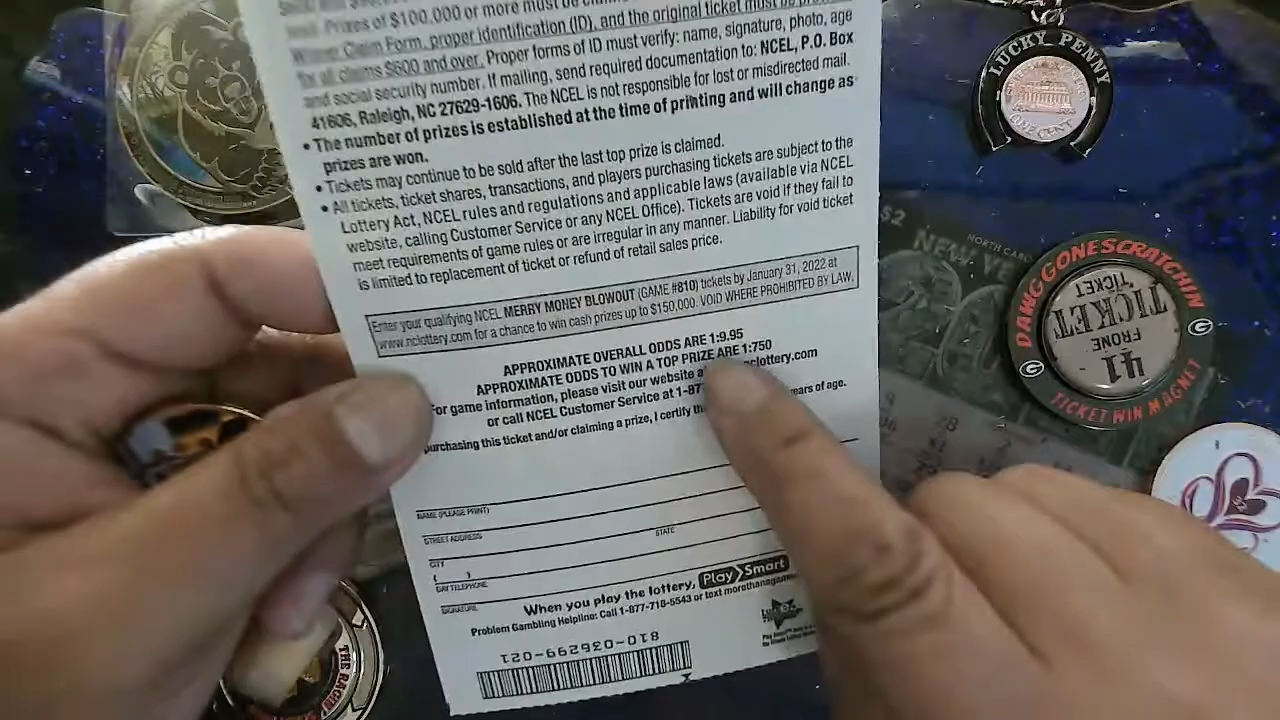 Prizes of $100,000 or more must be
Claim Form, proper identification (ID), and the original ticket must be
for all claims $600 and over. Proper forms of ID must verify: name, signature, photo, age
and social security number. If mailing, send required documentation to: NCEL, P.O. Box
41606, Raleigh, NC 27629-1606. The NCEL is not responsible for lost or misdirected mail.
• The number of prizes is established at the time of printing and will change as
prizes are won.
• Tickets may continue to be sold after the last top prize is claimed.
• All tickets, ticket shares, transactions, and players purchasing tickets are subject to the
Lottery Act, NCEL rules and regulations and applicable laws (available via NCEL
website, calling Customer Service or any NCEL Office). Tickets are void if they fail to
meet requirements of game rules or are irregular in any manner. Liability for void ticket
is limited to replacement of ticket or refund of retail sales price.
Enter your qualifying NCEL MERRY MONEY BLOWOUT (GAME #810) tickets by January 31, 2022 at
www.nclottery.com for a chance to win cash prizes up to $150,000. VOID WHERE PROHIBITED BY LAW.
APPROXIMATE OVERALL ODDS ARE 1:9.95
APPROXIMATE ODDS TO WIN A TOP PRIZE ARE 1:750
For game information, please visit our website clottery.com
or call NCEL Customer Service at 1-877
purchasing this ticket and/or claiming a prize, I certify years of age.
NAME (PLEASE PRINT)
STREET ADDRESS
CITY STATE
( )
DAY TELEPHONE
SIGNATURE
When you play the lottery, Play Smart
Problem Gambling Helpline: Call 1-877-718-5543 or text morethanagam
810-036299-021
LUCKY PENNY
ONE CENT
$2
NORTH CARO
NEW YE
DAWG GONE SCRATCHIN
TICKET
TICKET
FRONE
41
TICKET WIN MAGNET
THE RAGIN'